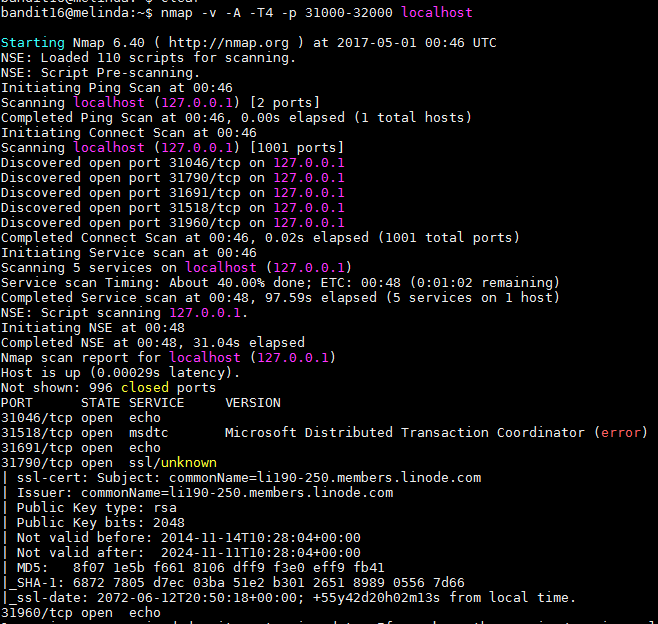 bandit16@melinda:~$ clear
bandit16@melinda:~$ nmap -v -A -T4 -p 31000-32000 localhost
Starting Nmap 6.40 ( http://nmap.org ) at 2017-05-01 00:46 UTC
NSE: Loaded 110 scripts for scanning.
NSE: Script Pre-scanning.
Initiating Ping Scan at 00:46
Scanning localhost (127.0.0.1) [2 ports]
Completed Ping Scan at 00:46, 0.00s elapsed (1 total hosts)
Initiating Connect Scan at 00:46
Scanning localhost (127.0.0.1) [1001 ports]
Discovered open port 31046/tcp on 127.0.0.1
Discovered open port 31790/tcp on 127.0.0.1
Discovered open port 31691/tcp on 127.0.0.1
Discovered open port 31518/tcp on 127.0.0.1
Discovered open port 31960/tcp on 127.0.0.1
Completed Connect Scan at 00:46, 0.02s elapsed (1001 total ports)
Initiating Service scan at 00:46
Scanning 5 services on localhost (127.0.0.1)
Service scan Timing: About 40.00% done; ETC: 00:48 (0:01:02 remaining)
Completed Service scan at 00:48, 97.59s elapsed (5 services on 1 host)
NSE: Script scanning 127.0.0.1.
Initiating NSE at 00:48
Completed NSE at 00:48, 31.04s elapsed
Nmap scan report for localhost (127.0.0.1)
Host is up (0.00029s latency).
Not shown: 996 closed ports
PORT      STATE SERVICE     VERSION
31046/tcp open  echo
31518/tcp open  msdtc       Microsoft Distributed Transaction Coordinator (error)
31691/tcp open  echo
31790/tcp open  ssl/unknown
| ssl-cert: Subject: commonName=li190-250.members.linode.com
| Issuer: commonName=li190-250.members.linode.com
| Public Key type: rsa
| Public Key bits: 2048
| Not valid before: 2014-11-14T10:28:04+00:00
| Not valid after:  2024-11-11T10:28:04+00:00
| MD5:   8f07 1e5b f661 8106 dff9 f3e0 eff9 fb41
|_SHA-1: 6872 7805 d7ec 03ba 51e2 b301 2651 8989 0556 7d66
|_ssl-date: 2072-06-12T20:50:18+00:00; +55y42d20h02m13s from local time.
31960/tcp open  echo